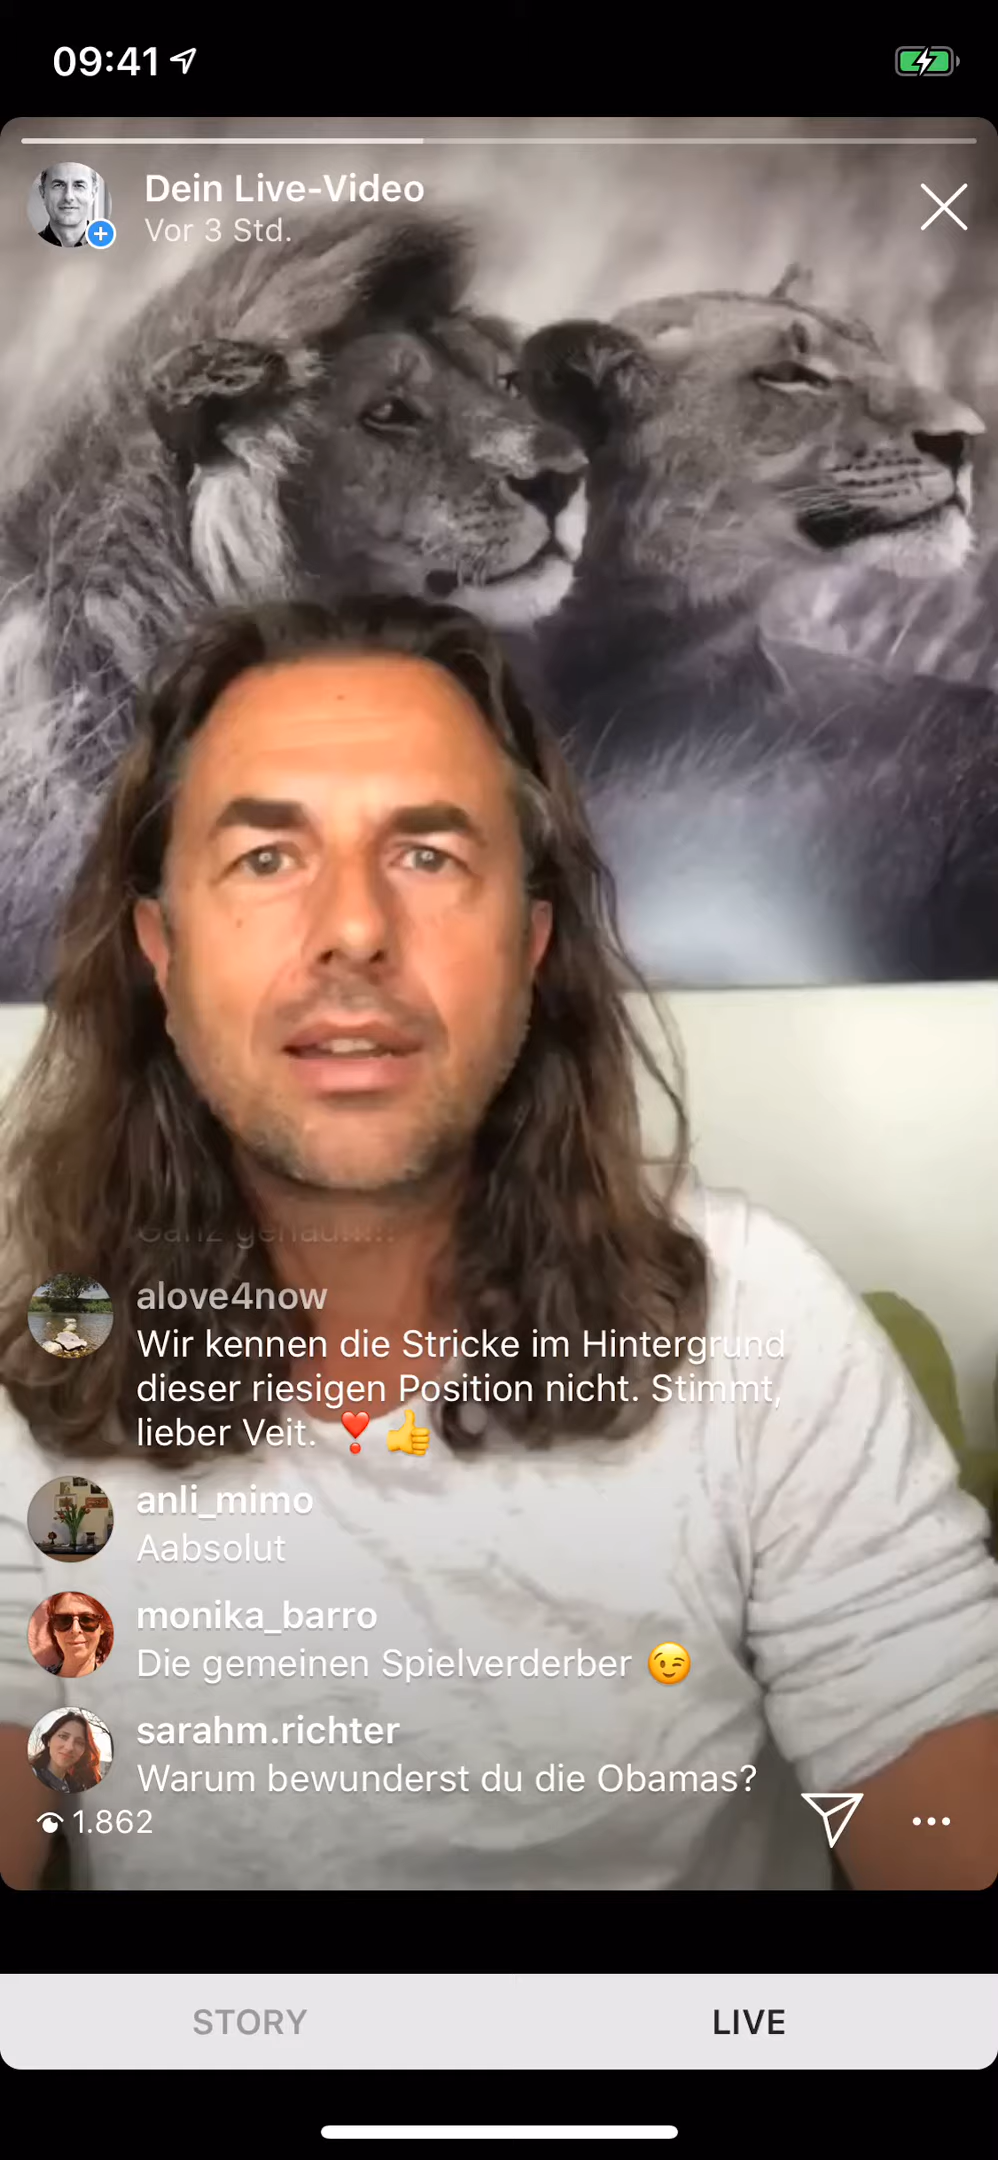 09:41
Dein Live-Video
Vor 3 Std.
Ganz genau!!!!
alove4now
Wir kennen die Stricke im Hintergrund
dieser riesigen Position nicht. Stimmt,
lieber Veit. ❣️👍
anli_mimo
Aabsolut
monika_barro
Die gemeinen Spielverderber 😉
sarahm.richter
Warum bewunderst du die Obamas?
1.862
STORY
LIVE